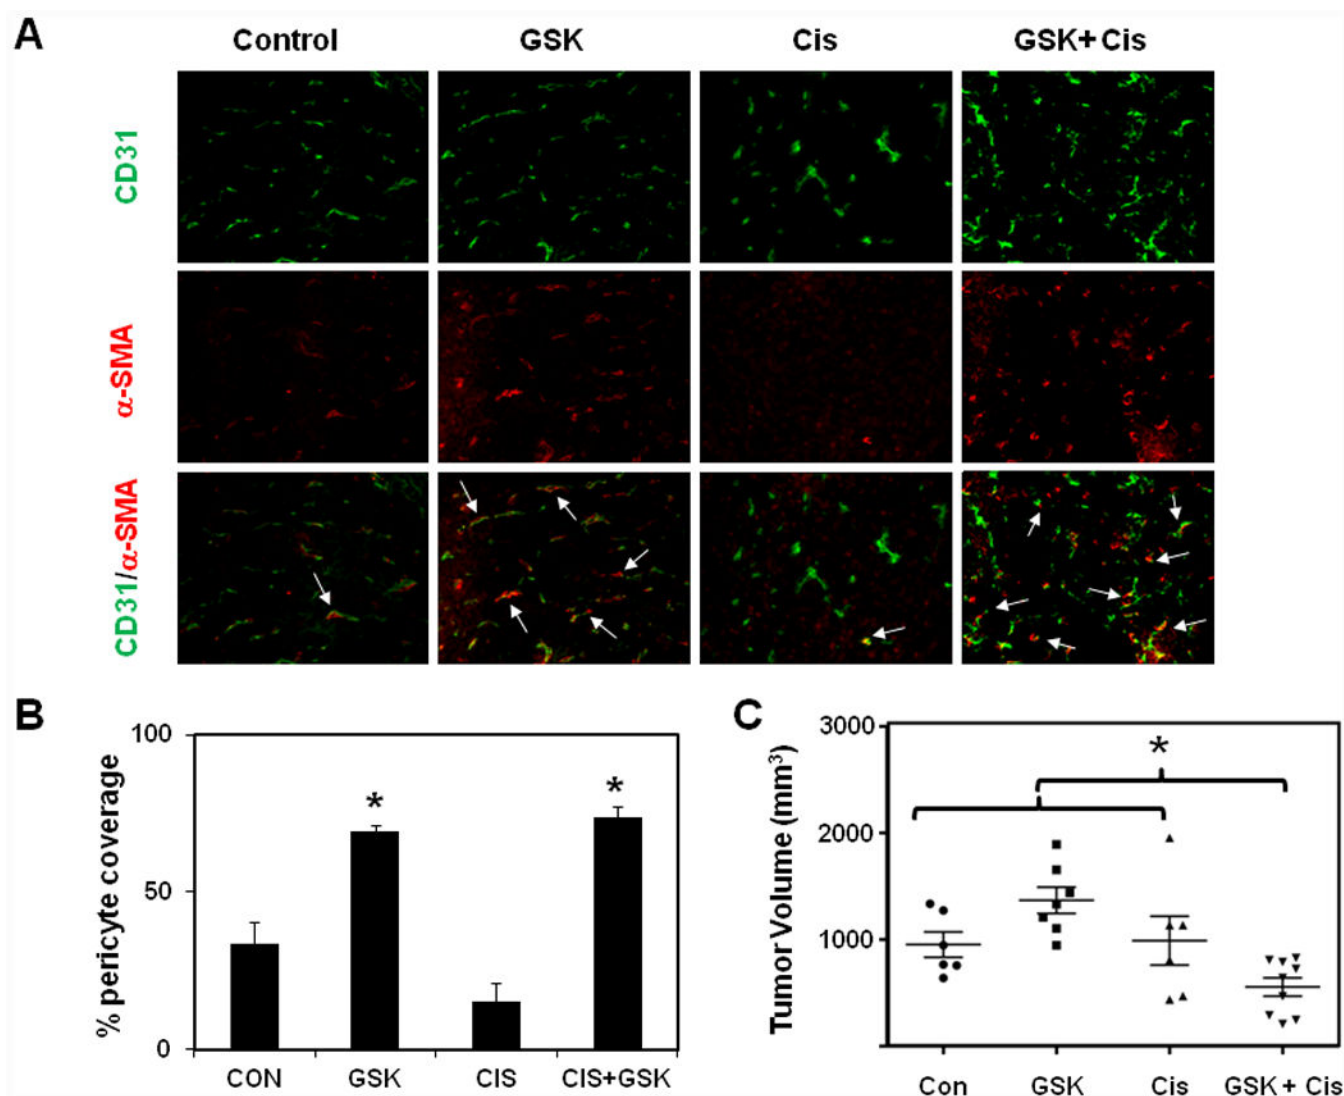 A
Control GSK Cis GSK+ Cis
CD31
α-SMA
CD31/α-SMA
B
% pericyte coverage
100
50
0
*
*
CON GSK CIS CIS+GSK
C
Tumor Volume (mm³)
3000
2000
1000
*
Con GSK Cis GSK + Cis